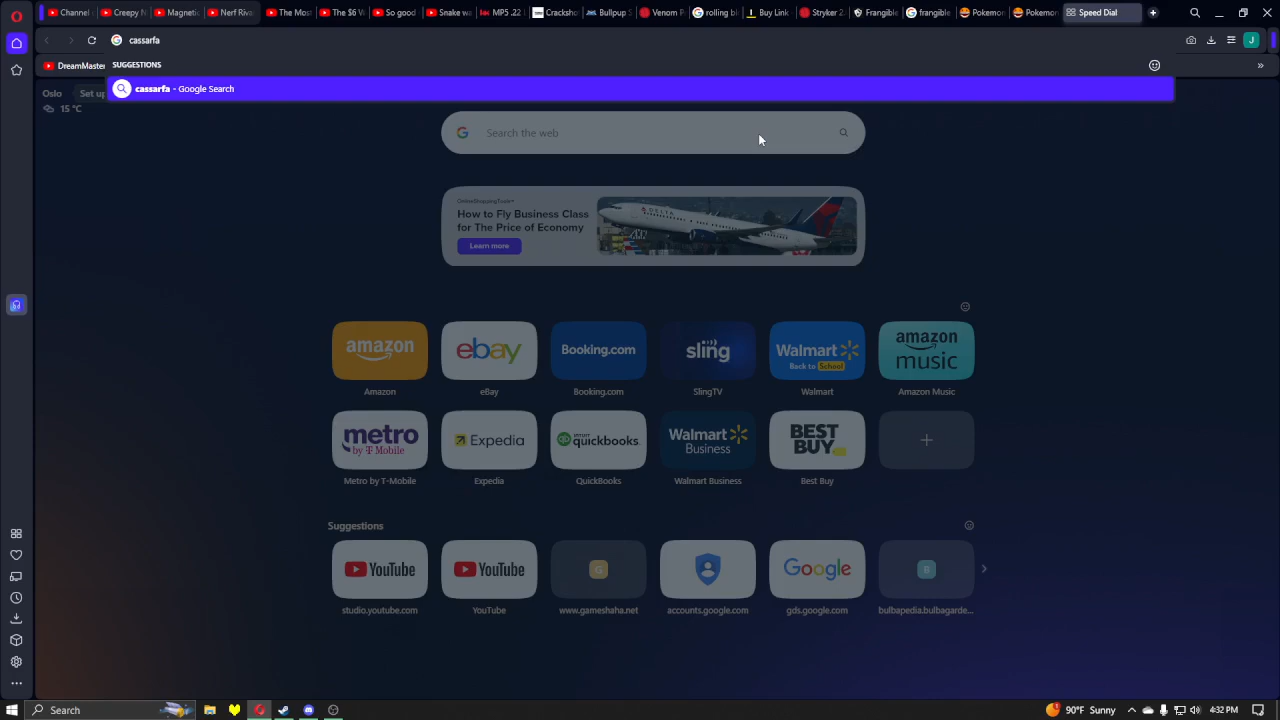 Channel
Creepy N
Magnetic
Nerf Riva
The Most
The $6 W
So good
Snake wa
MP5 .22
Crackshot
Bullpup S
Venom P
rolling bl
Buy Link
Stryker 2
Frangible
frangible
Pokemon
Pokemon
Speed Dial
cassarfa
J
DreamMaster
SUGGESTIONS
cassarfa - Google Search
Oslo
Set up
15 °C
Search the web
OnlineShoppingTools
How to Fly Business Class
for The Price of Economy
Learn more
DELTA
amazon
ebay
Booking.com
sling
Walmart
Back to School
amazon
music
Amazon
eBay
Booking.com
SlingTV
Walmart
Amazon Music
metro
by T-Mobile
Expedia
intuit
quickbooks.
Walmart
Business
BEST
BUY
Metro by T-Mobile
Expedia
QuickBooks
Walmart Business
Best Buy
Suggestions
YouTube
YouTube
G
Google
B
studio.youtube.com
YouTube
www.gameshaha.net
accounts.google.com
gds.google.com
bulbapedia.bulbagarde...
Search
90°F Sunny
4:32 PM